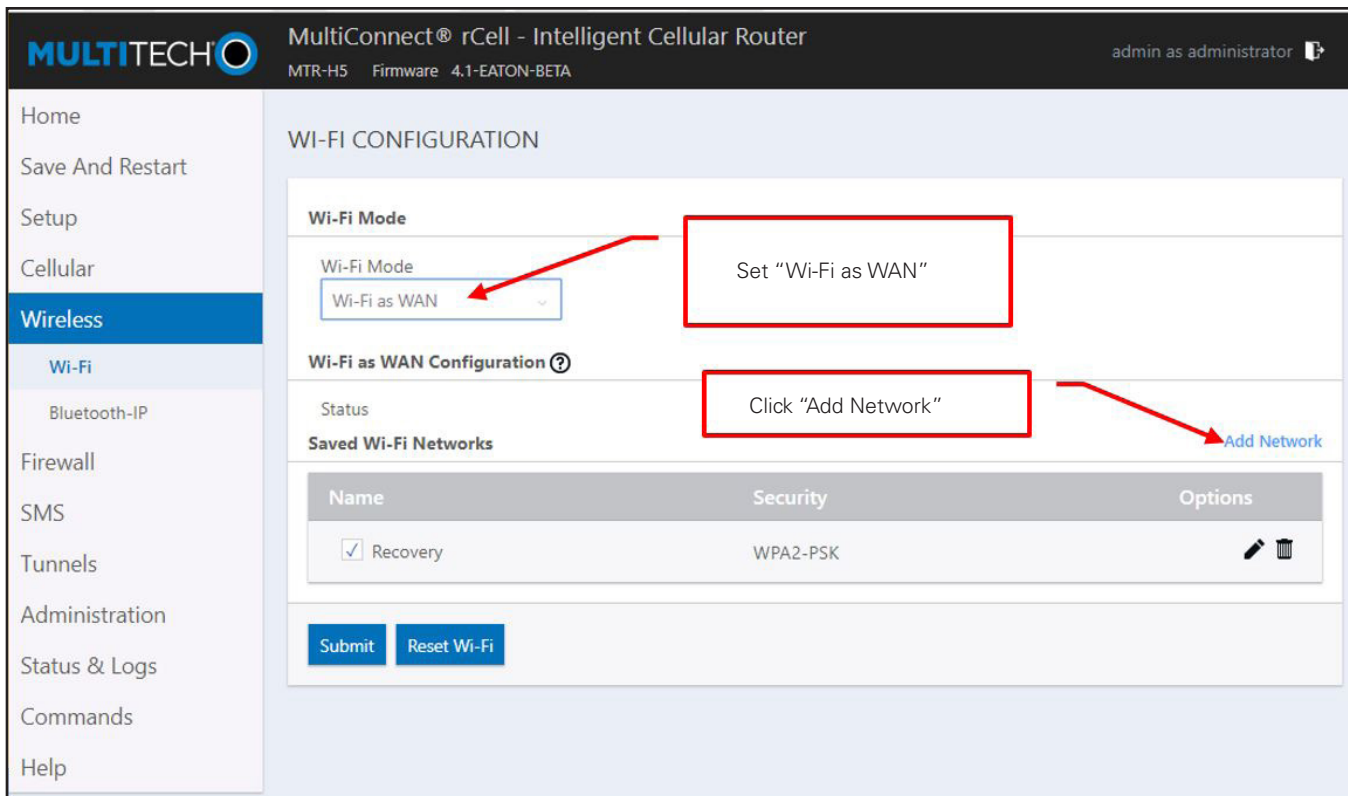 MULTITECH
MultiConnect® rCell - Intelligent Cellular Router
MTR-H5 Firmware 4.1-EATON-BETA
admin as administrator
Home
Save And Restart
Setup
Cellular
Wireless
Wi-Fi
Bluetooth-IP
Firewall
SMS
Tunnels
Administration
Status & Logs
Commands
Help
WI-FI CONFIGURATION
Wi-Fi Mode
Wi-Fi Mode
Wi-Fi as WAN
Set “Wi-Fi as WAN”
Wi-Fi as WAN Configuration ?
Status
Click “Add Network”
Saved Wi-Fi Networks
Add Network
Name Security Options
Recovery WPA2-PSK
Submit Reset Wi-Fi